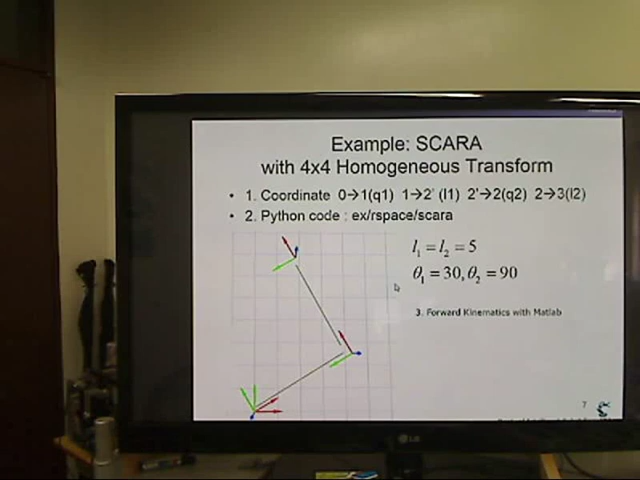 Example: SCARA
with 4x4 Homogeneous Transform
• 1. Coordinate 0→1(q1) 1→2' (l1) 2'→2(q2) 2→3(l2)
• 2. Python code : ex/rspace/scara
l₁ = l₂ = 5
θ₁ = 30, θ₂ = 90
3. Forward Kinematics with Matlab
7
LG